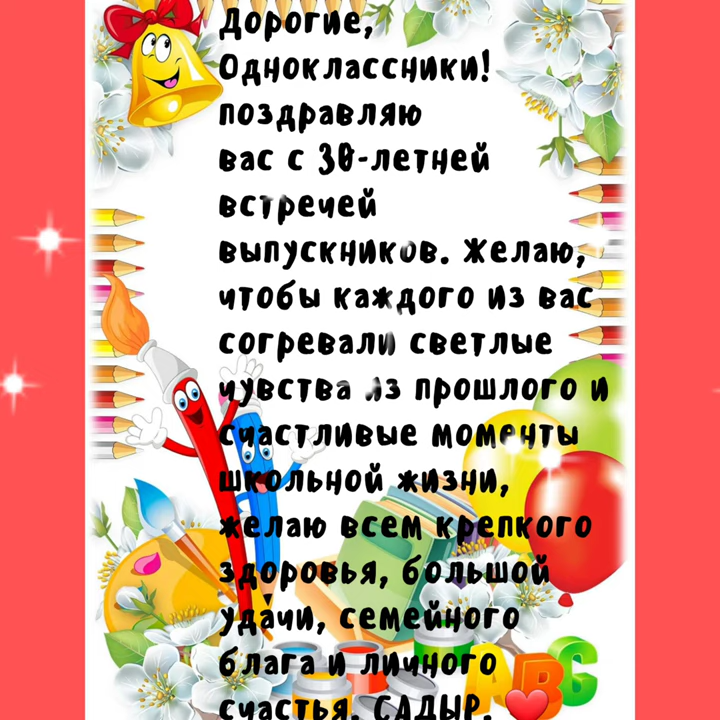 Дорогие,
Одноклассники!
поздравляю
вас с 30-летней
встречей
выпускников. Желаю,
чтобы каждого из вас
согревали светлые
чувства из прошлого и
счастливые моменты
школьной жизни,
желаю всем крепкого
здоровья, большой
удачи, семейного
блага и личного
счастья. САДЫР.
ABC